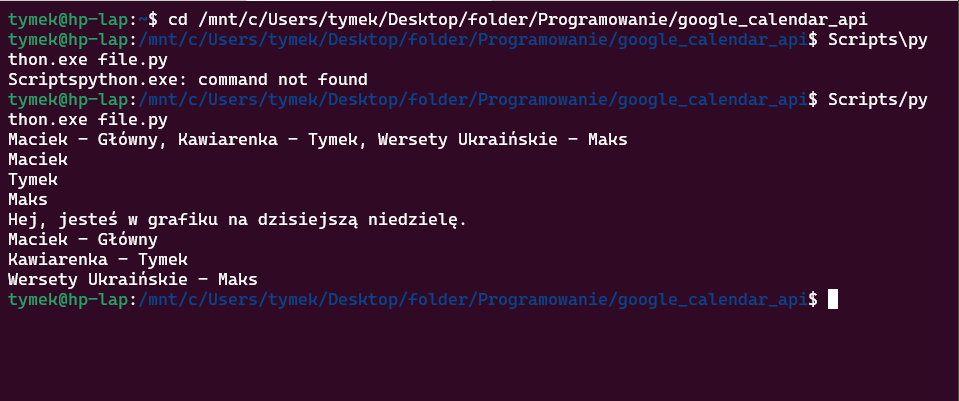 tymek@hp-lap:~$ cd /mnt/c/Users/tymek/Desktop/folder/Programowanie/google_calendar_api
tymek@hp-lap:/mnt/c/Users/tymek/Desktop/folder/Programowanie/google_calendar_api$ Scripts\py
thon.exe file.py
Scriptspython.exe: command not found
tymek@hp-lap:/mnt/c/Users/tymek/Desktop/folder/Programowanie/google_calendar_api$ Scripts/py
thon.exe file.py
Maciek - Główny, Kawiarenka - Tymek, Wersety Ukraińskie - Maks
Maciek
Tymek
Maks
Hej, jesteś w grafiku na dzisiejszą niedzielę.
Maciek - Główny
Kawiarenka - Tymek
Wersety Ukraińskie - Maks
tymek@hp-lap:/mnt/c/Users/tymek/Desktop/folder/Programowanie/google_calendar_api$